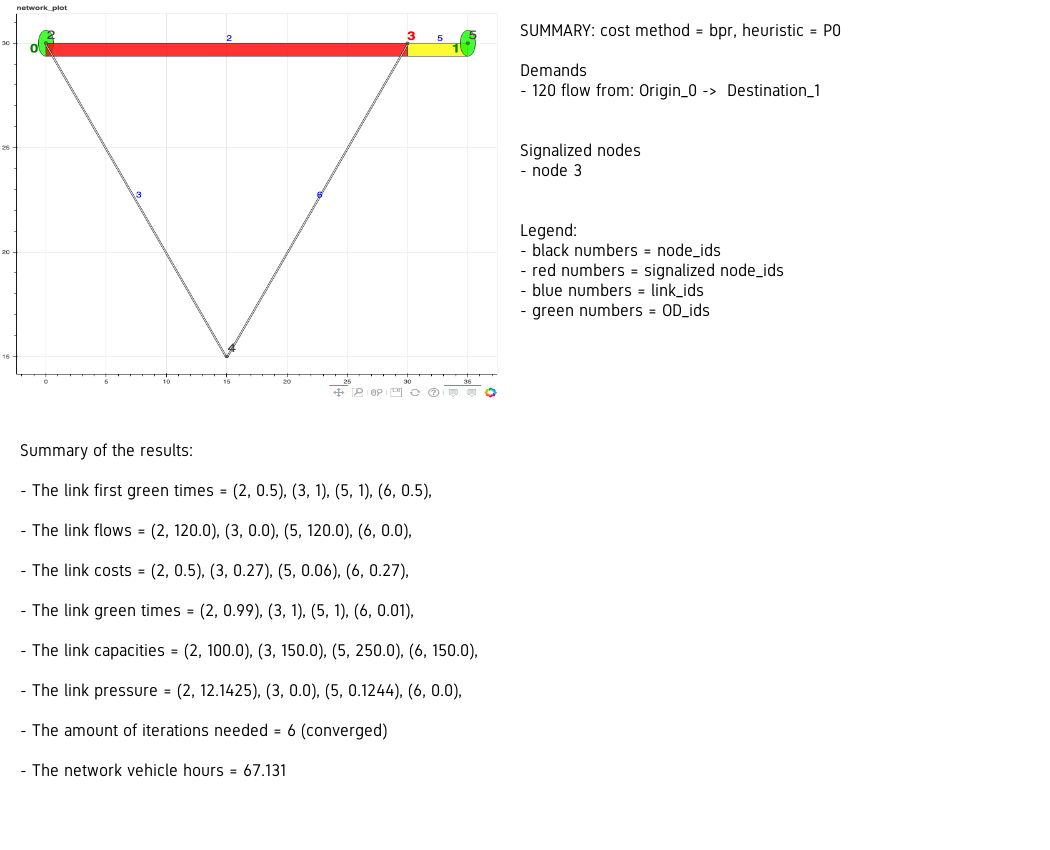 network_plot
2
0
30
2
3
5
5
1
25
3
6
20
4
15
0
5
10
15
20
25
30
35
SUMMARY: cost method = bpr, heuristic = P0
Demands
- 120 flow from: Origin_0 -> Destination_1
Signalized nodes
- node 3
Legend:
- black numbers = node_ids
- red numbers = signalized node_ids
- blue numbers = link_ids
- green numbers = OD_ids
Summary of the results:
- The link first green times = (2, 0.5), (3, 1), (5, 1), (6, 0.5),
- The link flows = (2, 120.0), (3, 0.0), (5, 120.0), (6, 0.0),
- The link costs = (2, 0.5), (3, 0.27), (5, 0.06), (6, 0.27),
- The link green times = (2, 0.99), (3, 1), (5, 1), (6, 0.01),
- The link capacities = (2, 100.0), (3, 150.0), (5, 250.0), (6, 150.0),
- The link pressure = (2, 12.1425), (3, 0.0), (5, 0.1244), (6, 0.0),
- The amount of iterations needed = 6 (converged)
- The network vehicle hours = 67.131